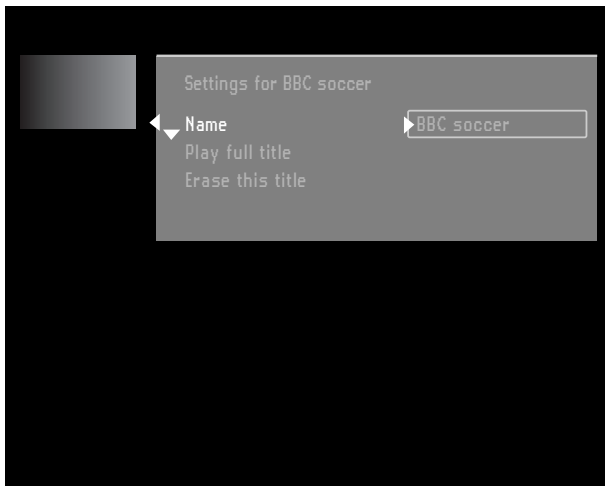 Settings for BBC soccer
Name BBC soccer
Play full title
Erase this title